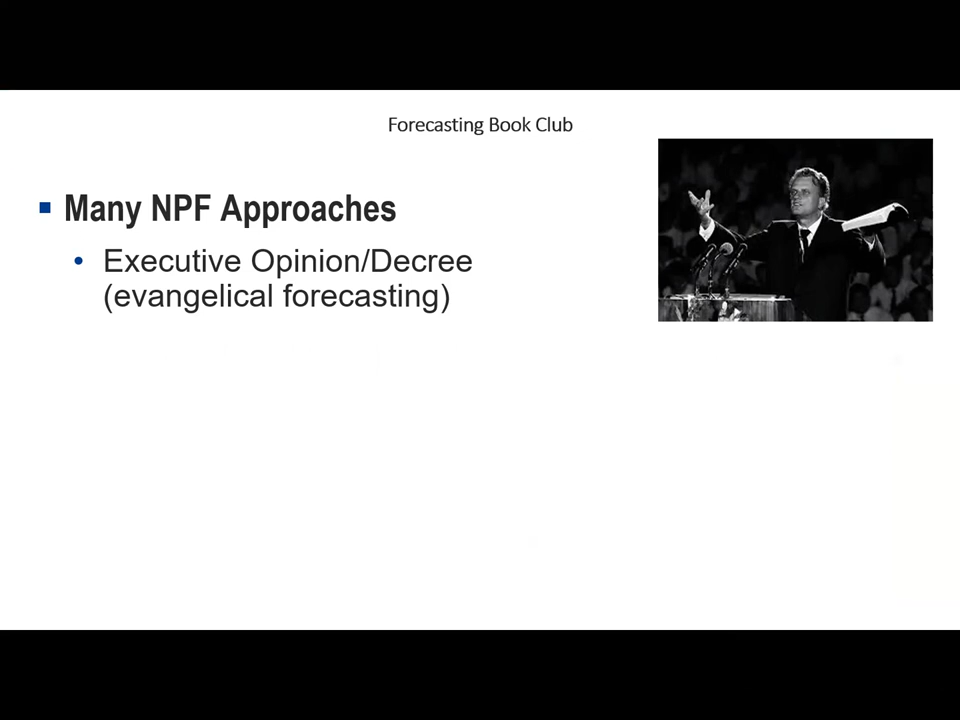 Forecasting Book Club
Many NPF Approaches
Executive Opinion/Decree
(evangelical forecasting)